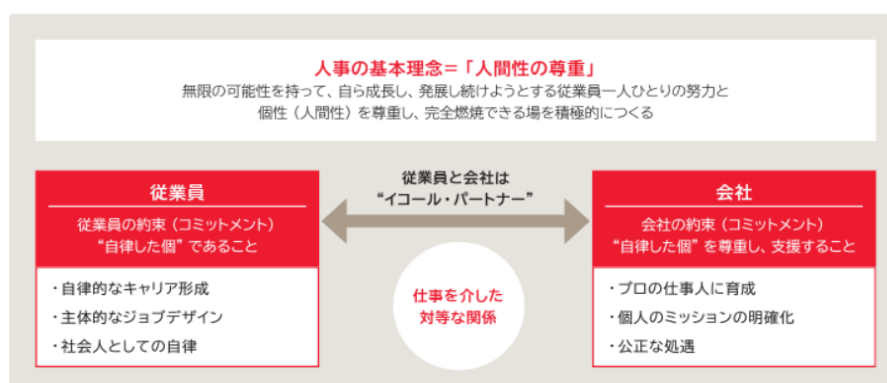 人事の基本理念＝「人間性の尊重」
無限の可能性を持って、自ら成長し、発展し続けようとする従業員一人ひとりの努力と
個性（人間性）を尊重し、完全燃焼できる場を積極的につくる
従業員
従業員の約束（コミットメント）
“自律した個”であること
・自律的なキャリア形成
・主体的なジョブデザイン
・社会人としての自律
従業員と会社は
“イコール・パートナー”
仕事を介した
対等な関係
会社
会社の約束（コミットメント）
“自律した個”を尊重し、支援すること
・プロの仕事人に育成
・個人のミッションの明確化
・公正な処遇